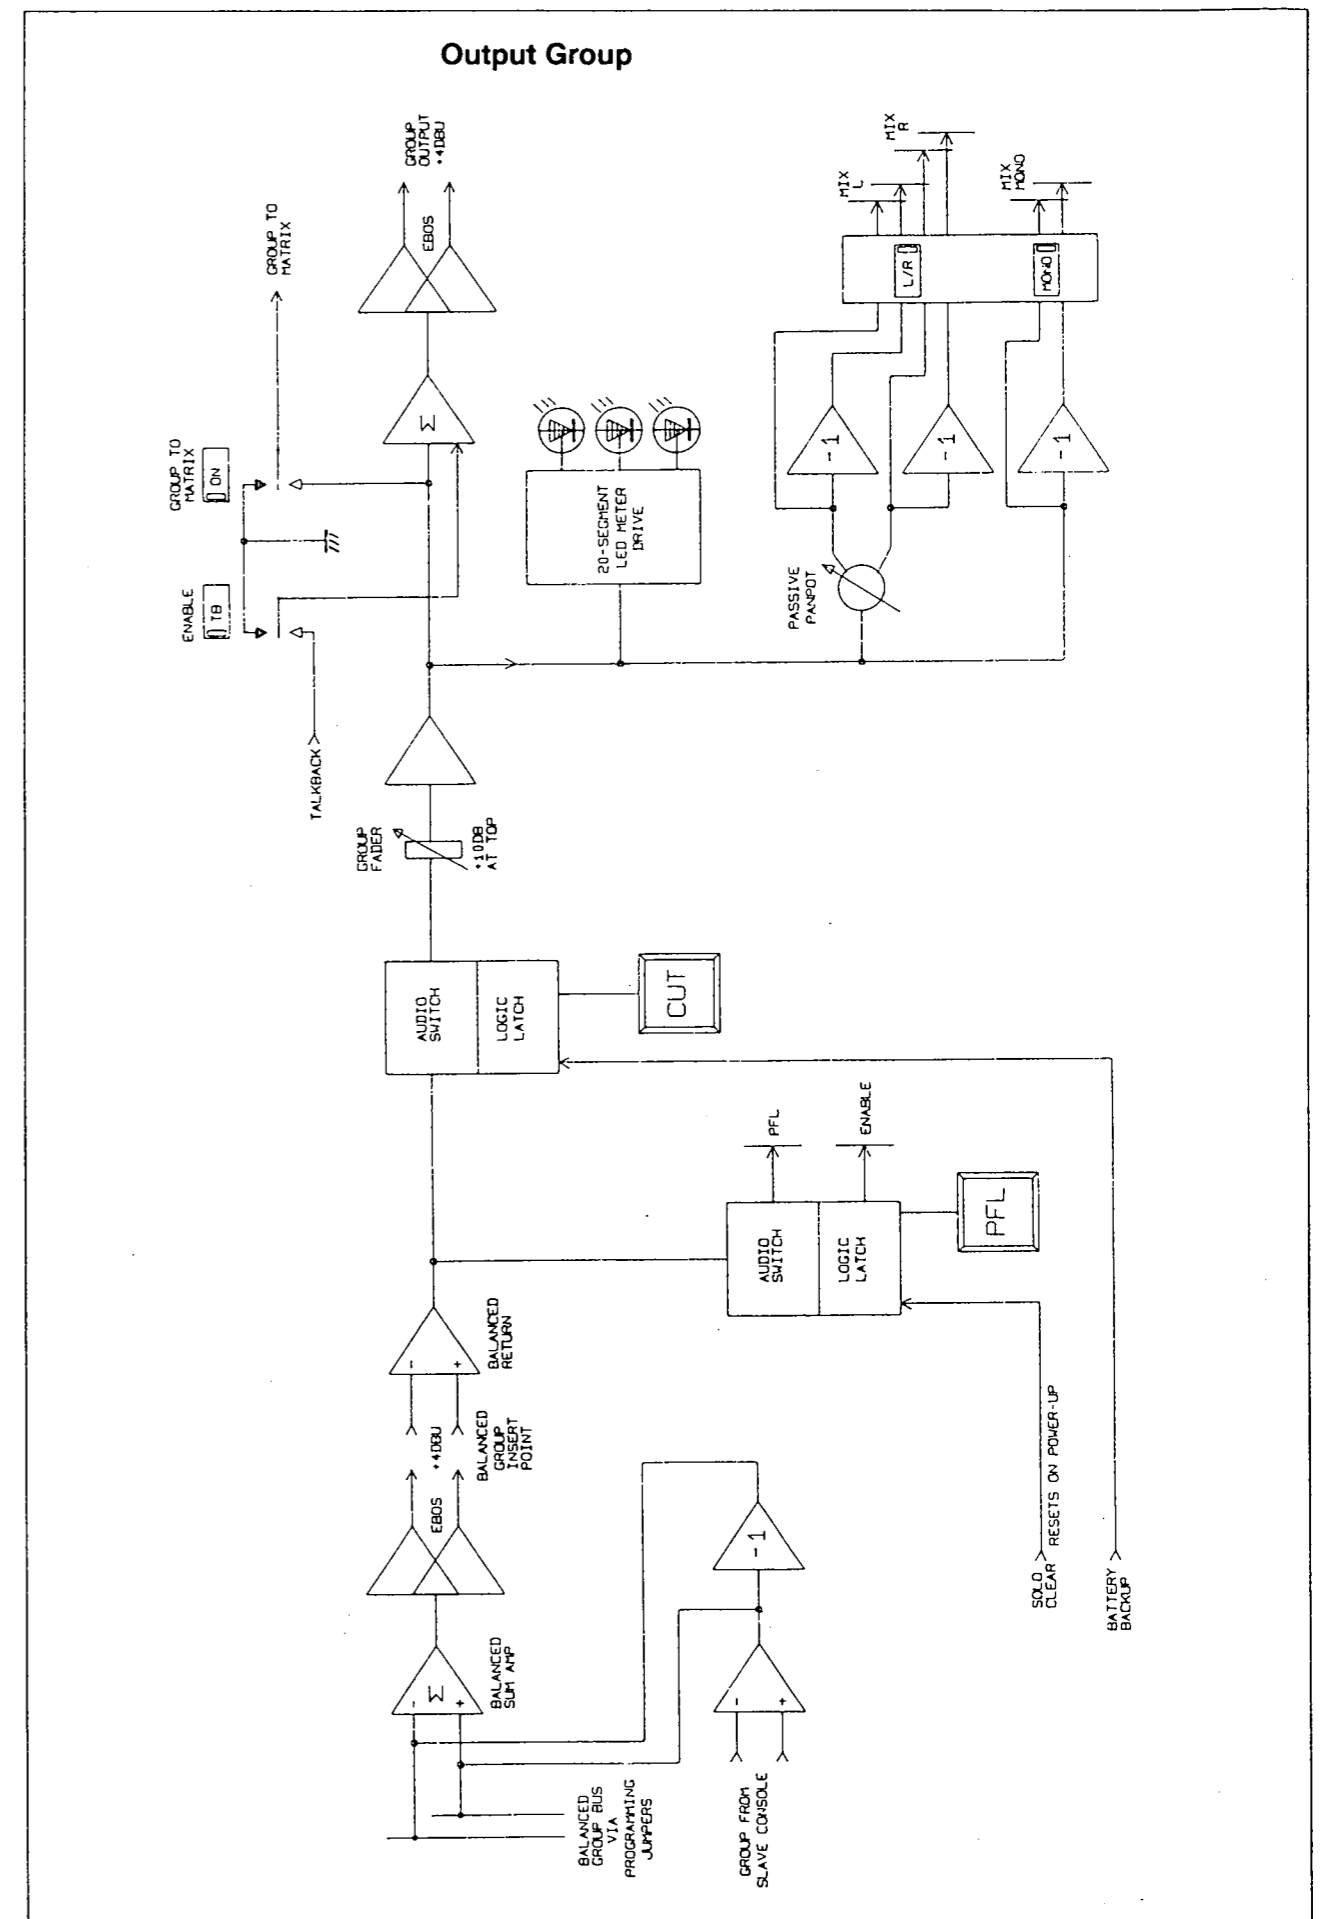 Output Group
GROUP
OUTPUT
+4DBU
EBOS
GROUP TO
MATRIX
GROUP TO
MATRIX
ON
ENABLE
TB
TALKBACK
Σ
MIX
L
MIX
R
MIX
MONO
L/R
MONO
-1
-1
-1
20-SEGMENT
LED METER
DRIVE
PASSIVE
PANPOT
GROUP
FADER
+10DB
AT TOP
AUDIO
SWITCH
LOGIC
LATCH
CUT
PFL
ENABLE
AUDIO
SWITCH
LOGIC
LATCH
PFL
BALANCED
RETURN
-
+
+4DBU
BALANCED
GROUP
INSERT
POINT
EBOS
-1
BALANCED
SUM AMP
-
Σ
+
-
+
BALANCED
GROUP BUS
VIA
PROGRAMMING
JUMPERS
GROUP FROM
SLAVE CONSOLE
SOLO
CLEAR RESETS ON POWER-UP
BATTERY
BACKUP